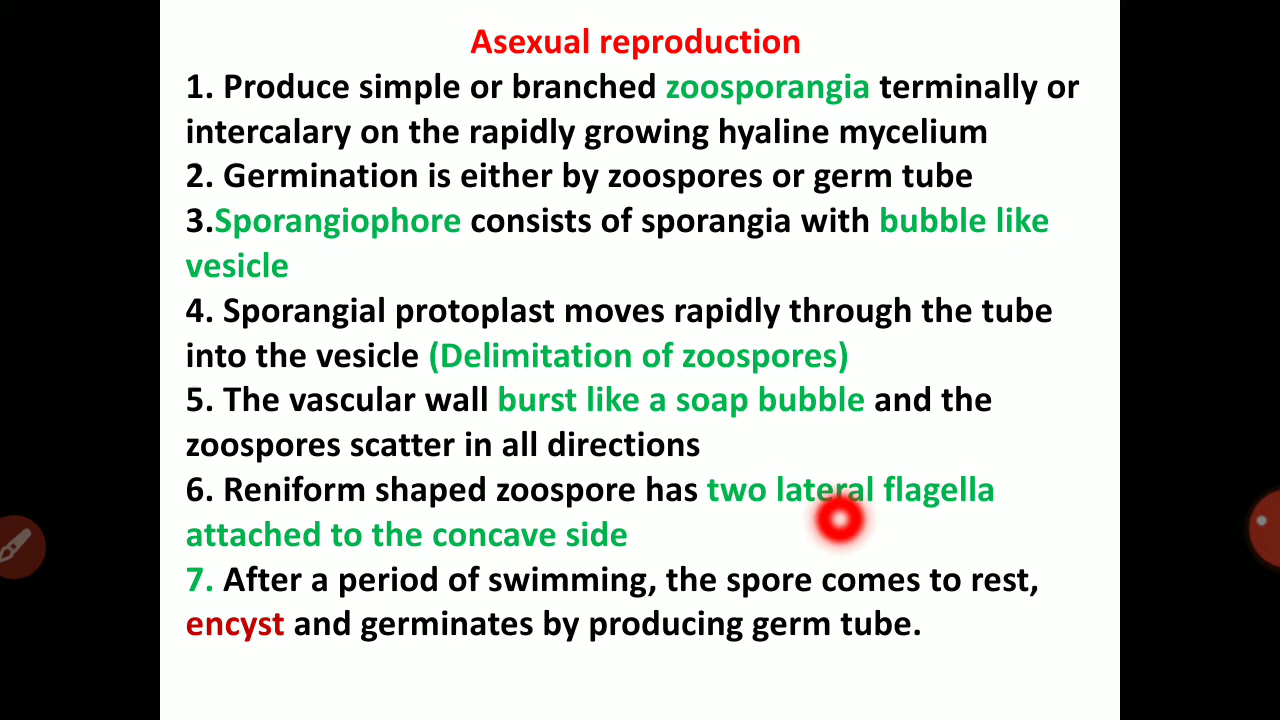 Asexual reproduction
1. Produce simple or branched zoosporangia terminally or
intercalary on the rapidly growing hyaline mycelium
2. Germination is either by zoospores or germ tube
3.Sporangiophore consists of sporangia with bubble like
vesicle
4. Sporangial protoplast moves rapidly through the tube
into the vesicle (Delimitation of zoospores)
5. The vascular wall burst like a soap bubble and the
zoospores scatter in all directions
6. Reniform shaped zoospore has two lateral flagella
attached to the concave side
7. After a period of swimming, the spore comes to rest,
encyst and germinates by producing germ tube.